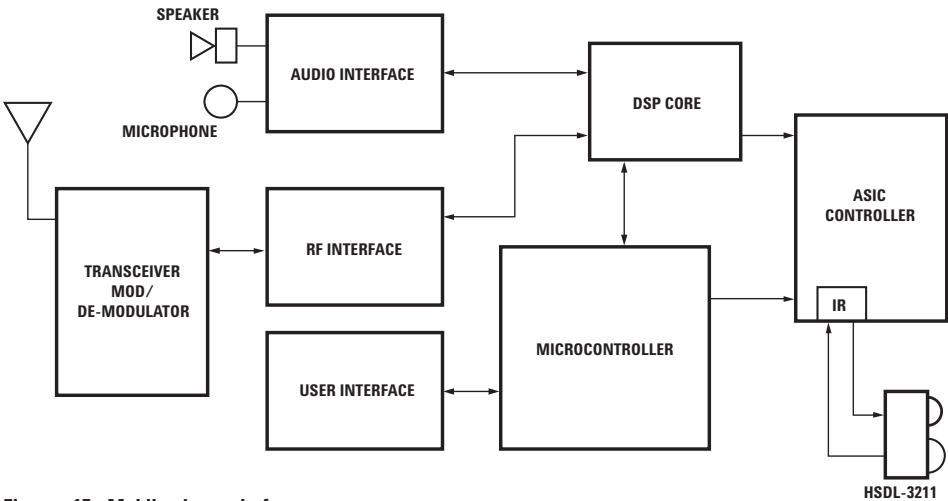 SPEAKER
AUDIO INTERFACE
MICROPHONE
DSP CORE
ASIC
CONTROLLER
RF INTERFACE
TRANSCEIVER
MOD/
DE-MODULATOR
IR
MICROCONTROLLER
USER INTERFACE
HSDL-3211